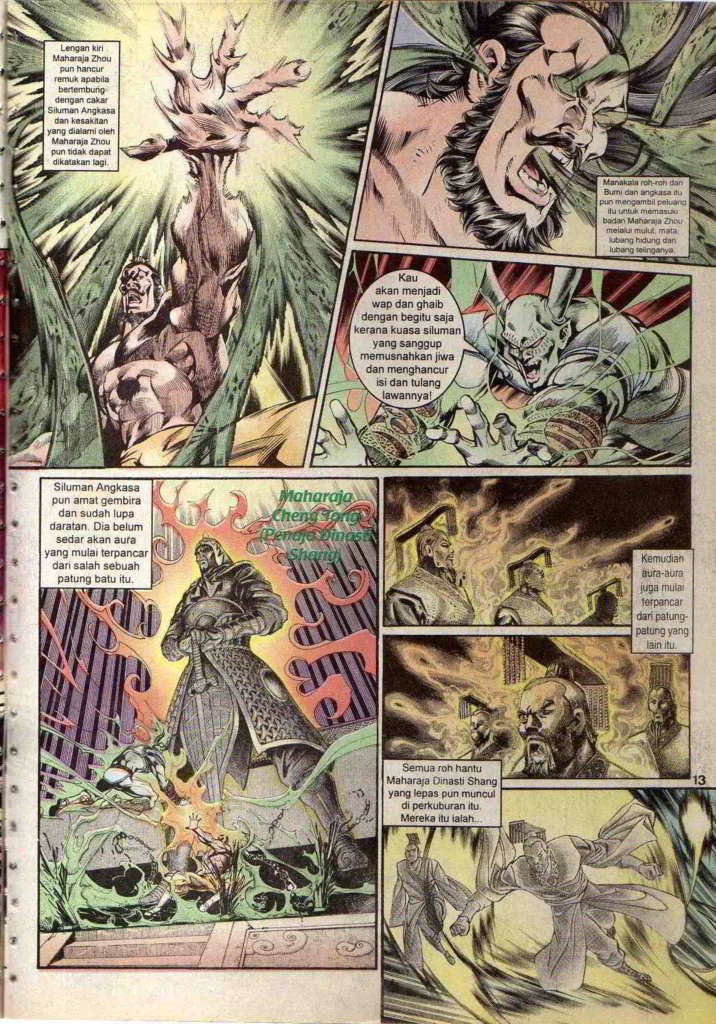 Lengan kiri
Maharaja Zhou
pun hancur
remuk apabila
bertembung
dengan cakar
Siluman Angkasa
dan kesakitan
yang dialami oleh
Maharaja Zhou
pun tidak dapat
dikatakan lagi.
Manakala roh-roh dari
Bumi dan angkasa itu
pun mengambil peluang
itu untuk memasuki
badan Maharaja Zhou
melalui mulut, mata,
lubang hidung dan
lubang telinganya.
Kau
akan menjadi
wap dan ghaib
dengan begitu saja
kerana kuasa siluman
yang sanggup
memusnahkan jiwa
dan menghancur
isi dan tulang
lawannya!
Siluman Angkasa
pun amat gembira
dan sudah lupa
daratan. Dia belum
sedar akan aura
yang mulai terpancar
dari salah sebuah
patung batu itu.
Maharaja
Cheng Tang
(Penaja Dinasti
Shang)
Kemudian
aura-aura
juga mulai
terpancar
dari patung-
patung yang
lain itu.
Semua roh hantu
Maharaja Dinasti Shang
yang lepas pun muncul
di perkuburan itu.
Mereka itu ialah...
13